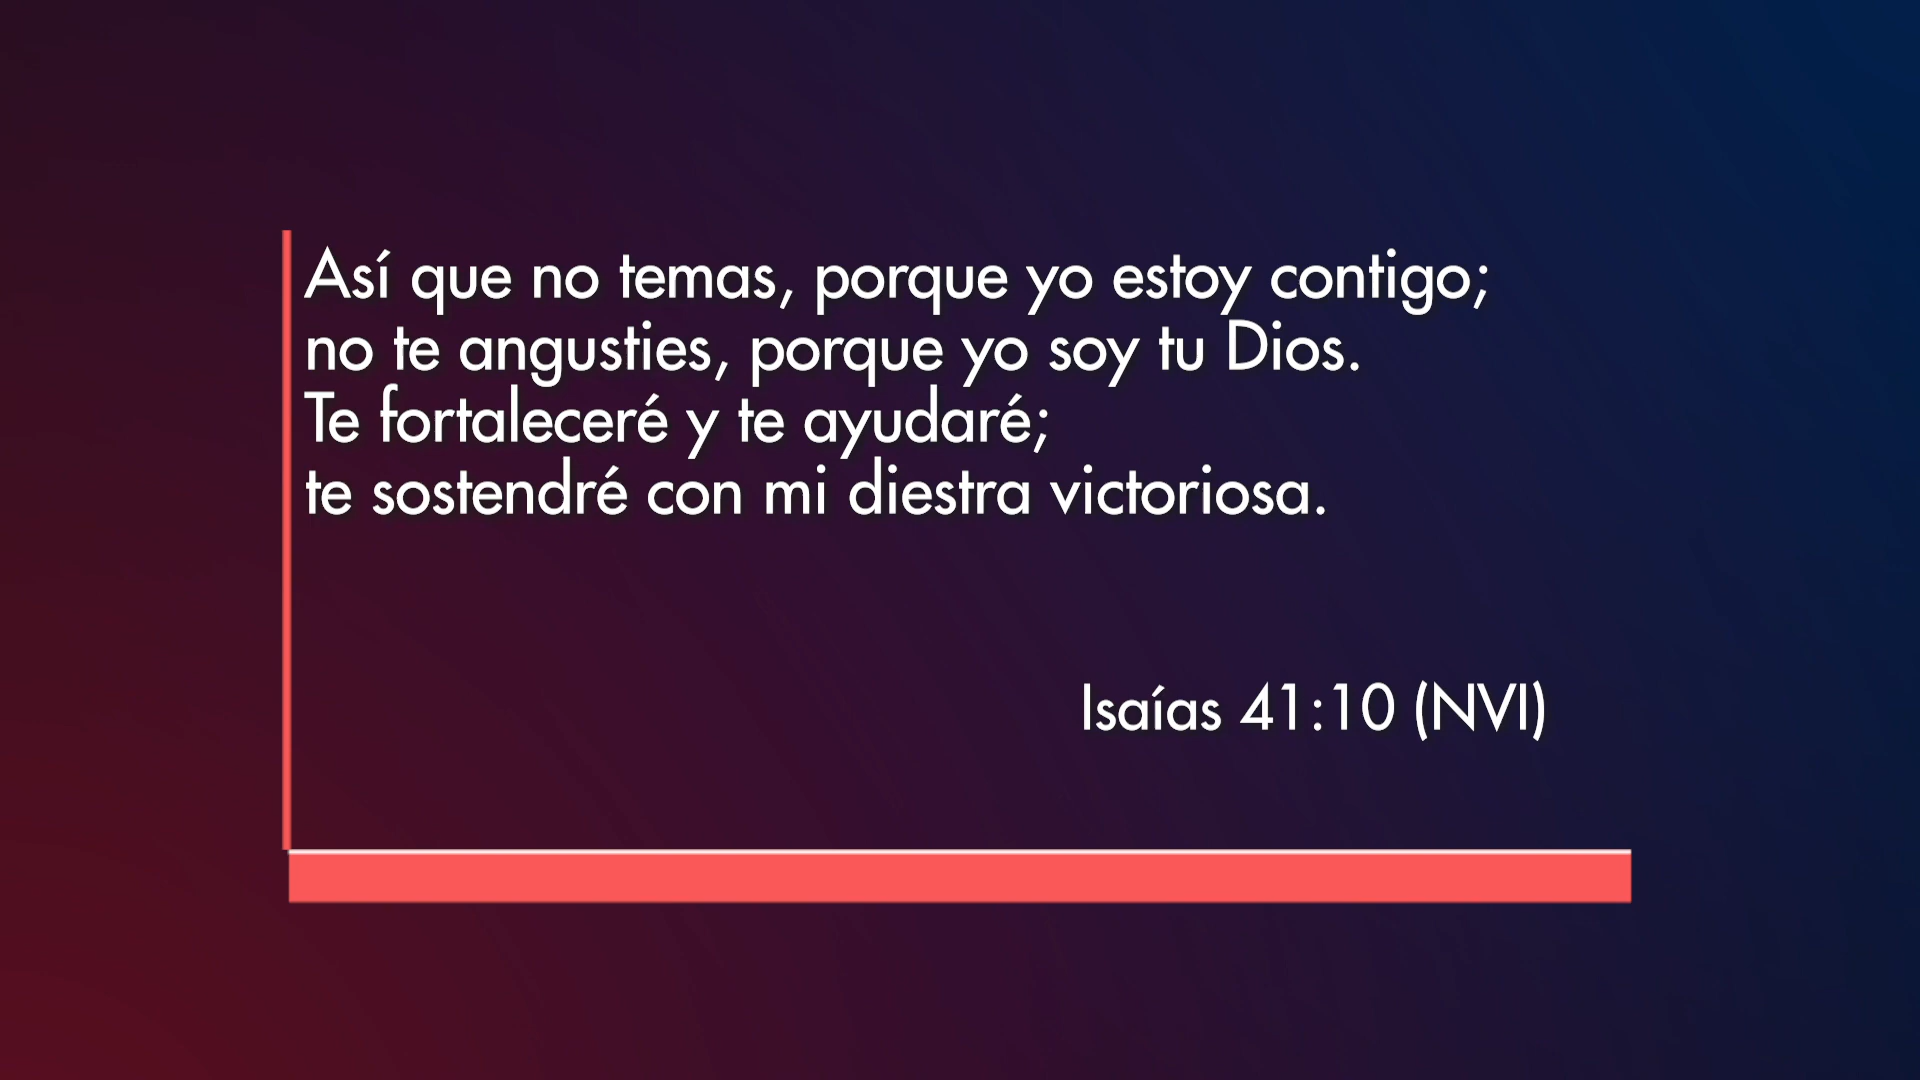 Así que no temas, porque yo estoy contigo;
no te angusties, porque yo soy tu Dios.
Te fortaleceré y te ayudaré;
te sostendré con mi diestra victoriosa.
Isaías 41:10 (NVI)